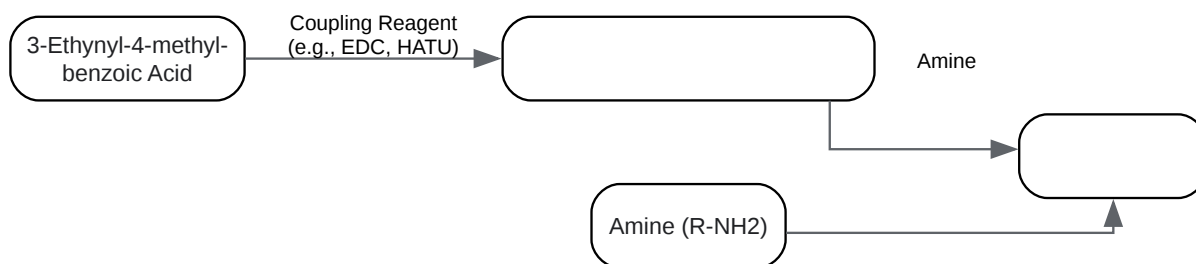 3-Ethynyl-4-methyl-
benzoic Acid
Coupling Reagent
(e.g., EDC, HATU)
Amine
Amine (R-NH2)